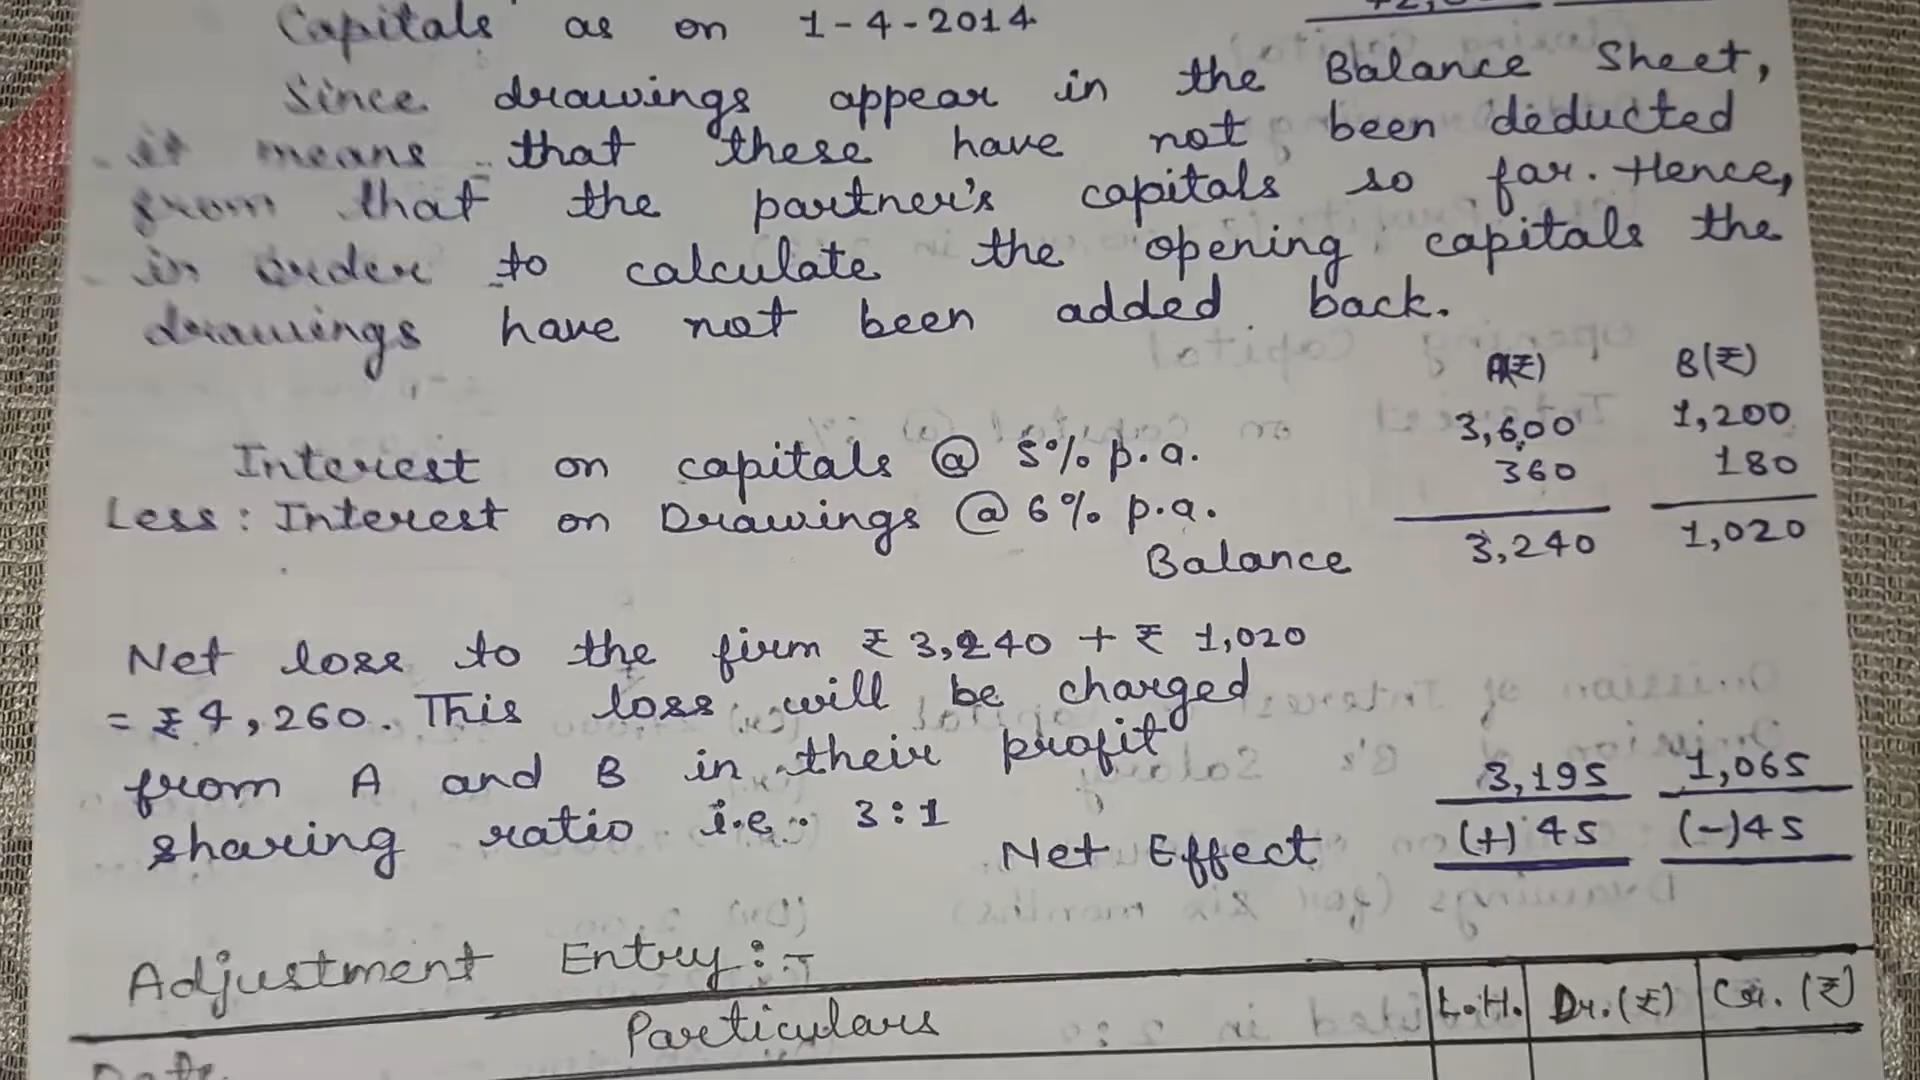 Capitals as on 1-4-2014
Since drawings appear in the Balance Sheet,
it means that these have not been deducted
from that the partner's capitals so far. Hence,
in order to calculate the opening capitals the
drawings have not been added back.
A(₹) B(₹)
Interest on capitals @ 5% p.a. 3,600 1,200
Less: Interest on Drawings @ 6% p.a. 360 180
Balance 3,240 1,020
Net loss to the firm ₹ 3,240 + ₹ 1,020
= ₹ 4,260. This loss will be charged
from A and B in their profit
sharing ratio i.e. 3:1 3,195 1,065
Net Effect (+) 45 (-) 45
Adjustment Entry:-
Date Particulars L.H. Dr. (₹) Cr. (₹)